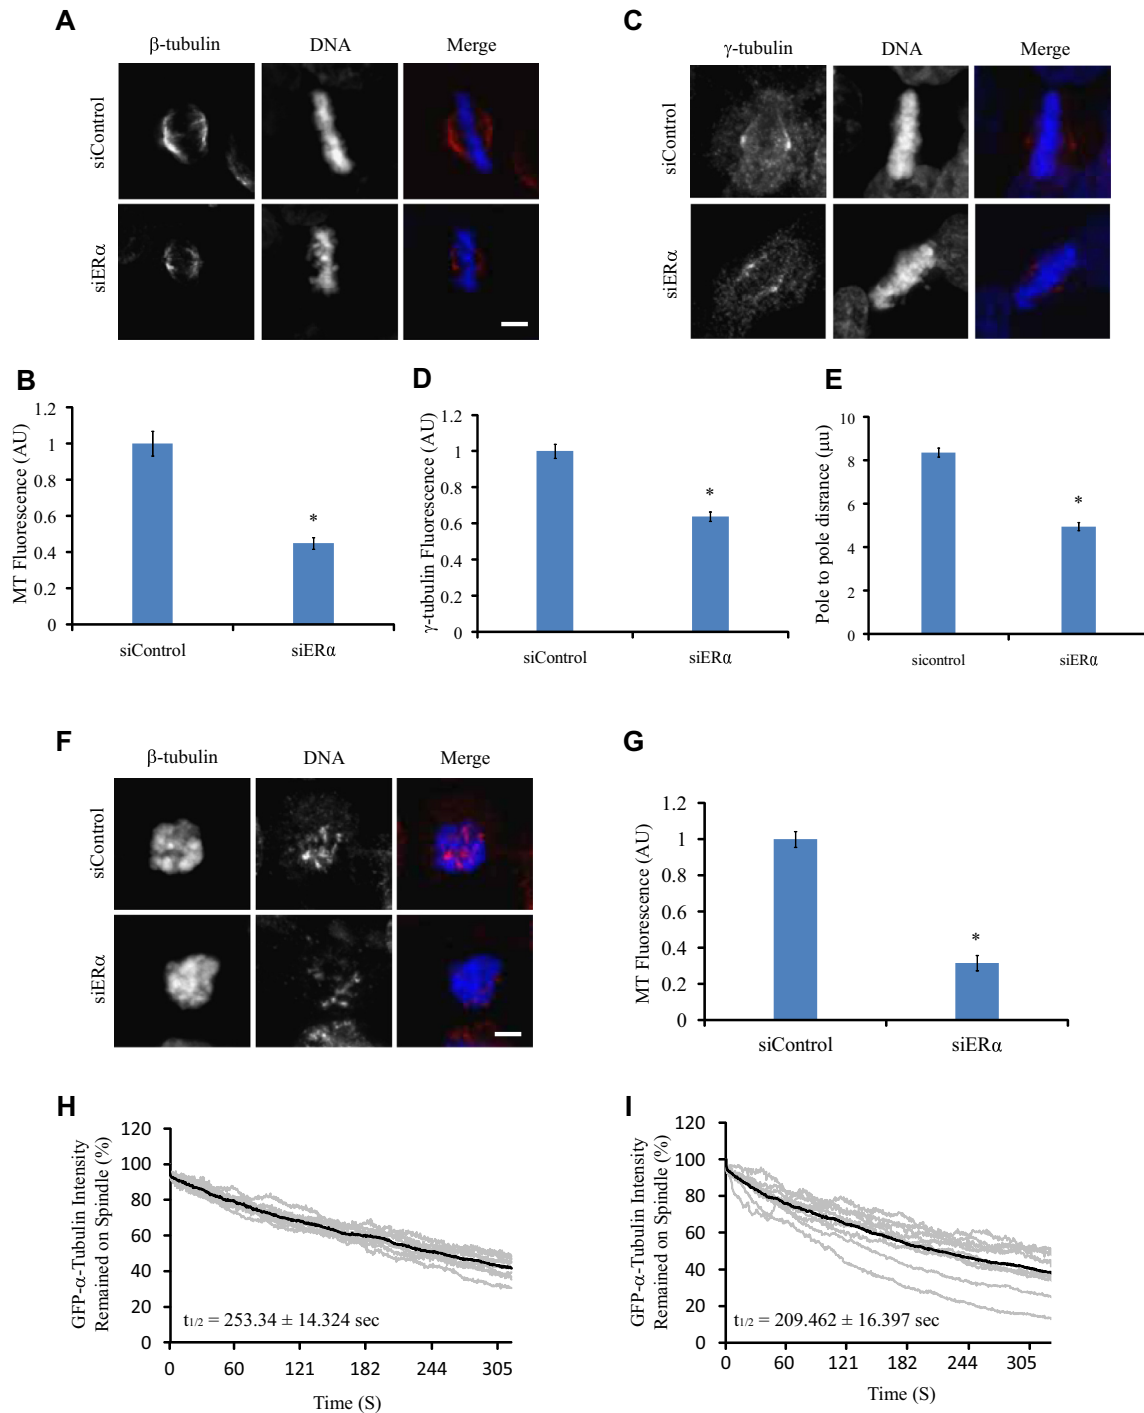 A
β-tubulin DNA Merge
siControl
siERα
C
γ-tubulin DNA Merge
siControl
siERα
B
MT Fluorescence (AU)
1.2
1
0.8
0.6
0.4
0.2
0
*
siControl siERα
D
γ-tubulin Fluorescence (AU)
1.2
1
0.8
0.6
0.4
0.2
0
*
siControl siERα
E
Pole to pole disrance (μu)
10
8
6
4
2
0
*
sicontrol siERα
F
β-tubulin DNA Merge
siControl
siERα
G
MT Fluorescence (AU)
1.2
1
0.8
0.6
0.4
0.2
0
*
siControl siERα
H
GFP-α-Tubulin Intensity
Remained on Spindle (%)
120
100
80
60
40
20
0
t1/2 = 253.34 ± 14.324 sec
0 60 121 182 244 305
Time (S)
I
GFP-α-Tubulin Intensity
Remained on Spindle (%)
120
100
80
60
40
20
0
t1/2 = 209.462 ± 16.397 sec
0 60 121 182 244 305
Time (S)